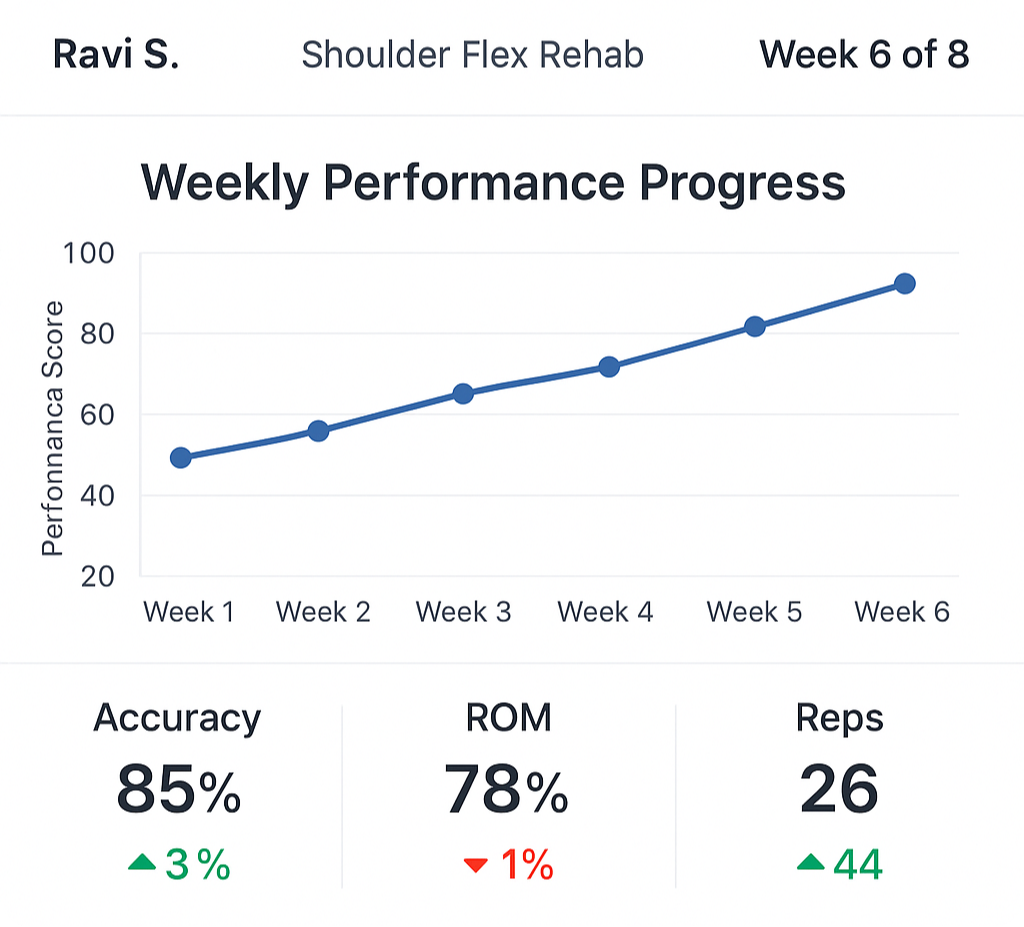 Ravi S. Shoulder Flex Rehab Week 6 of 8
Weekly Performance Progress
Perfonnanca Score
100
80
60
40
20
Week 1 Week 2 Week 3 Week 4 Week 5 Week 6
Accuracy ROM Reps
85% 78% 26
▲ 3% ▼ 1% ▲ 44